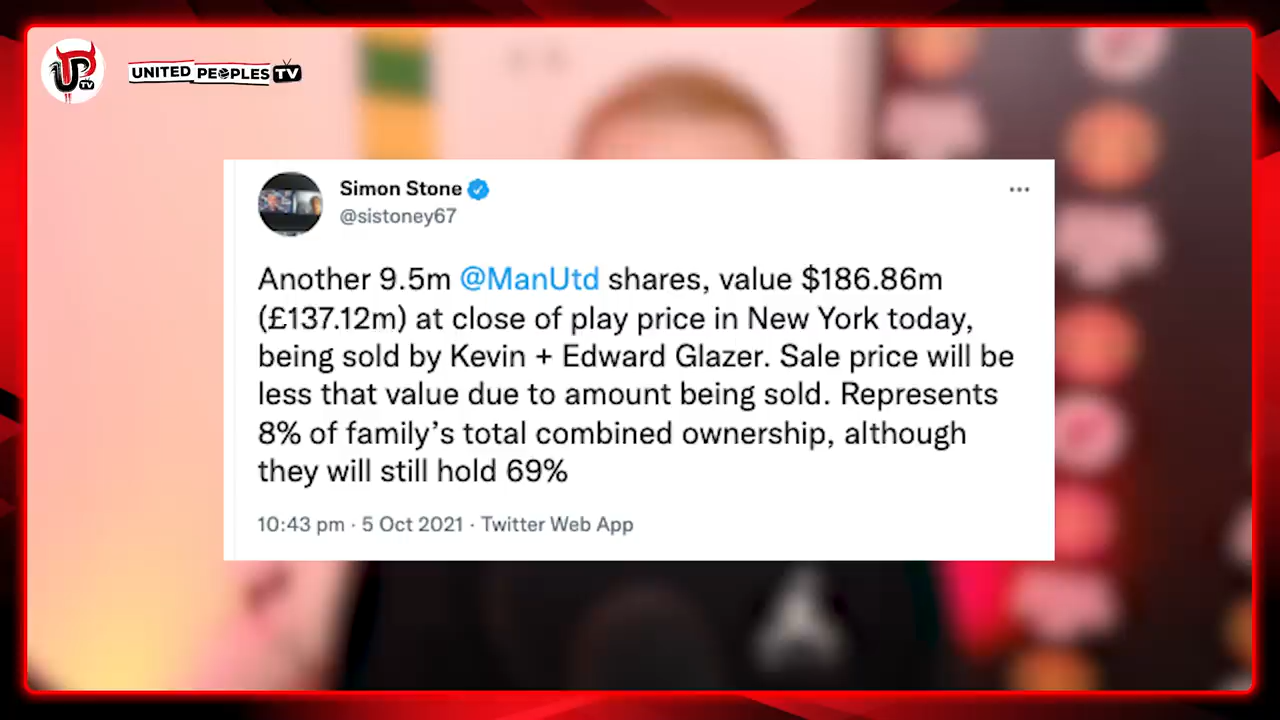 UP
TV
UNITED PEOPLES TV
Simon Stone
@sistoney67
Another 9.5m @ManUtd shares, value $186.86m
(£137.12m) at close of play price in New York today,
being sold by Kevin + Edward Glazer. Sale price will be
less that value due to amount being sold. Represents
8% of family’s total combined ownership, although
they will still hold 69%
10:43 pm · 5 Oct 2021 · Twitter Web App